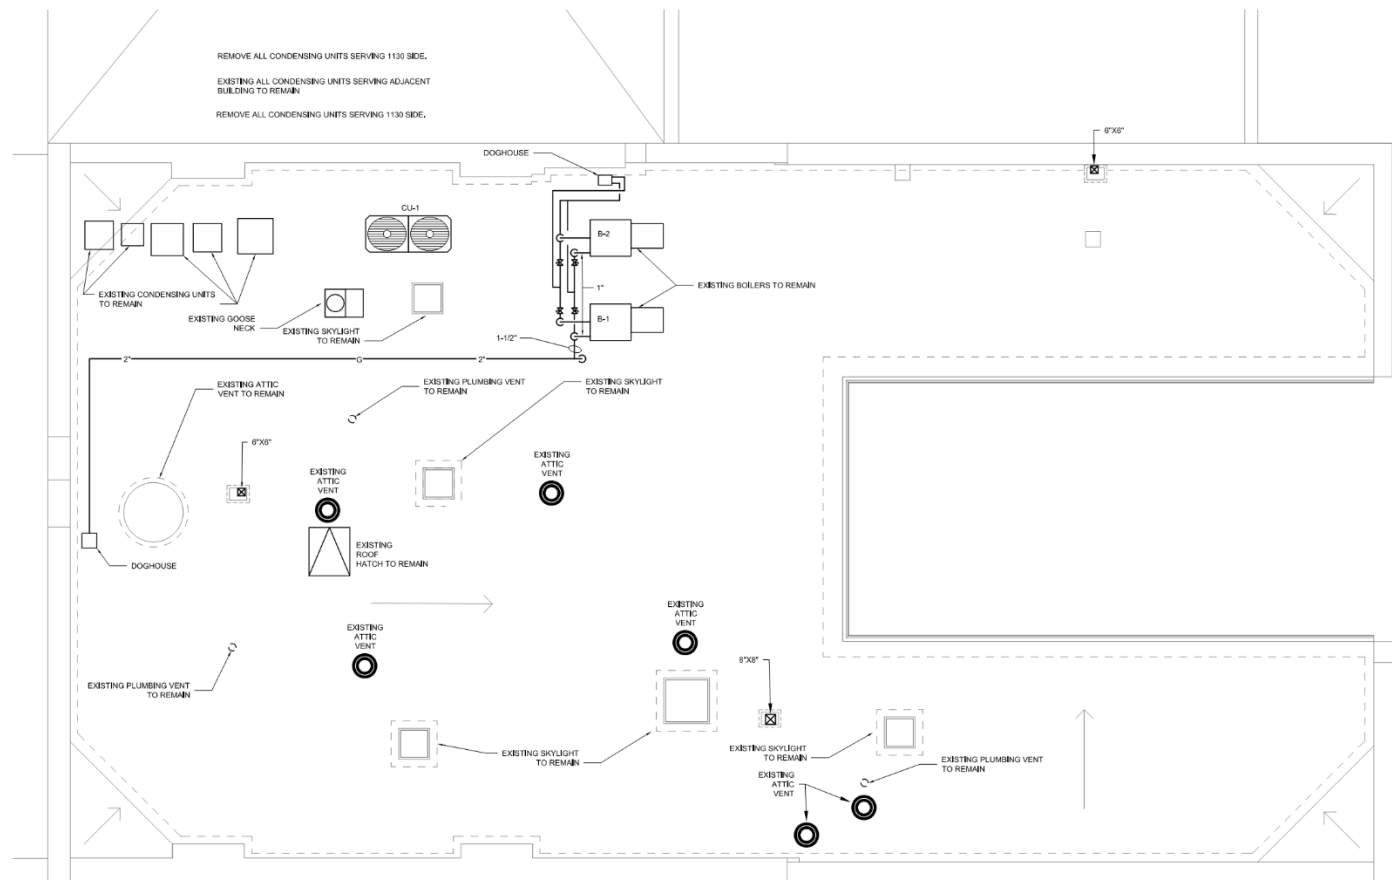 REMOVE ALL CONDENSING UNITS SERVING 1130 SIDE.
EXISTING ALL CONDENSING UNITS SERVING ADJACENT
BUILDING TO REMAIN
REMOVE ALL CONDENSING UNITS SERVING 1130 SIDE.
6"X6"
DOGHOUSE
CU-1
B-2
EXISTING CONDENSING UNITS
TO REMAIN
EXISTING GOOSE
NECK
EXISTING SKYLIGHT
TO REMAIN
1"
EXISTING BOILERS TO REMAIN
B-1
1-1/2"
2"
G
2"
EXISTING ATTIC
VENT TO REMAIN
EXISTING PLUMBING VENT
TO REMAIN
EXISTING SKYLIGHT
TO REMAIN
6"X6"
EXISTING
ATTIC
VENT
EXISTING
ATTIC
VENT
DOGHOUSE
EXISTING
ROOF
HATCH TO REMAIN
EXISTING
ATTIC
VENT
EXISTING
ATTIC
VENT
8"X8"
EXISTING PLUMBING VENT
TO REMAIN
EXISTING SKYLIGHT
TO REMAIN
EXISTING SKYLIGHT
TO REMAIN
EXISTING PLUMBING VENT
TO REMAIN
EXISTING
ATTIC
VENT